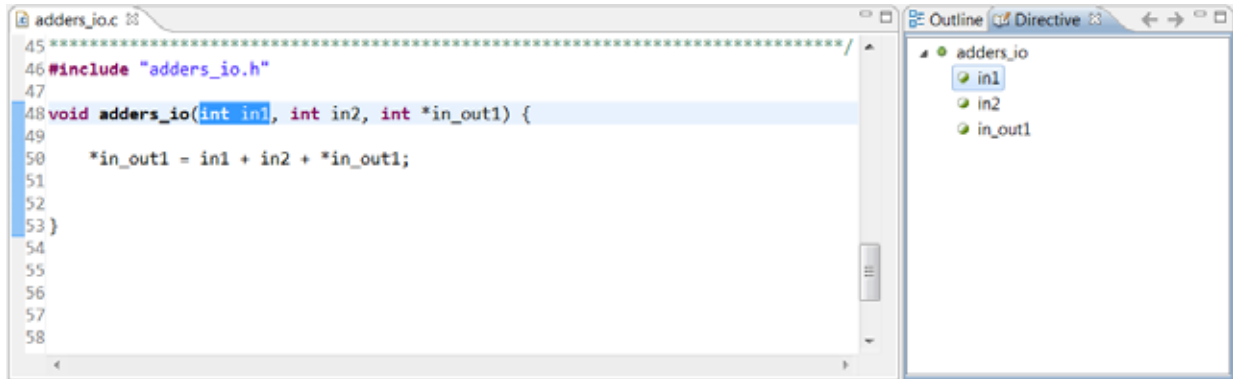 adders_io.c
45 *******************************************************************************/
46 #include "adders_io.h"
47
48 void adders_io(int in1, int in2, int *in_out1) {
49
50 *in_out1 = in1 + in2 + *in_out1;
51
52
53 }
54
55
56
57
58
Outline Directive
adders_io
in1
in2
in_out1